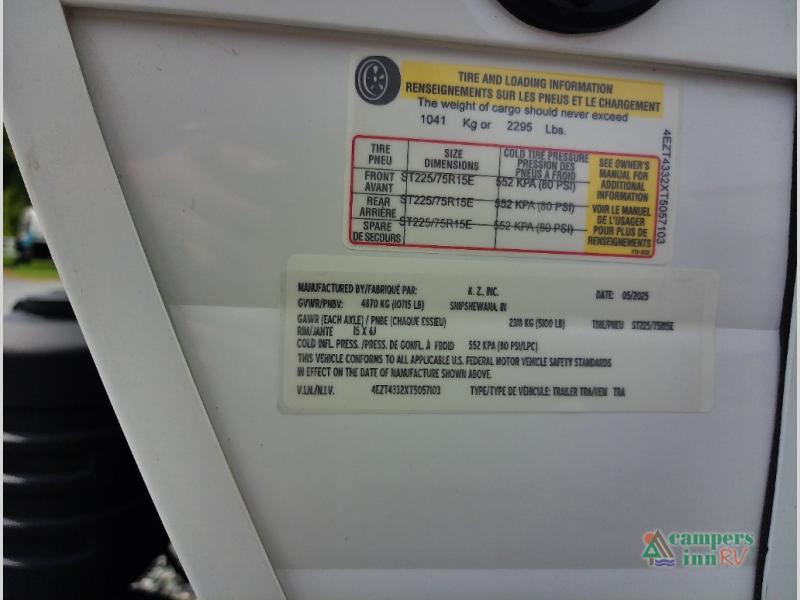 TIRE AND LOADING INFORMATION
RENSEIGNEMENTS SUR LES PNEUS ET LE CHARGEMENT
The weight of cargo should never exceed
1041 Kg or 2295 Lbs.
TIRE PNEU SIZE DIMENSIONS COLD TIRE PRESSURE PRESSION DES PNEUS A FROID
FRONT AVANT ST225/75R15E 552 KPA (80 PSI)
REAR ARRIÈRE ST225/75R15E 552 KPA (80 PSI)
SPARE DE SECOURS ST225/75R15E 552 KPA (80 PSI)
SEE OWNER'S
MANUAL FOR
ADDITIONAL
INFORMATION
VOIR LE MANUEL
DE L'USAGER
POUR PLUS DE
RENSEIGNEMENTS
4EZT4332XT5057103
MANUFACTURED BY/FABRIQUÉ PAR: K. Z., INC. DATE: 05/2025
GVWR/PNBV: 4870 KG (10715 LB) SHIPSHEWANA, IN
GAWR (EACH AXLE) / PNBE (CHAQUE ESSIEU) 2318 KG (5100 LB) TIRE/PNEU ST225/75R15E
RIM/JANTE 15 X 6J
COLD INFL. PRESS. /PRESS. DE GONFL. À FROID 552 KPA (80 PSI/LPC)
THIS VEHICLE CONFORMS TO ALL APPLICABLE U.S. FEDERAL MOTOR VEHICLE SAFETY STANDARDS
IN EFFECT ON THE DATE OF MANUFACTURE SHOWN ABOVE.
V.I.N./N.I.V. 4EZT4332XT5057103 TYPE/TYPE DE VÉHICULE: TRAILER TRA/REM TRA
campers
inn RV